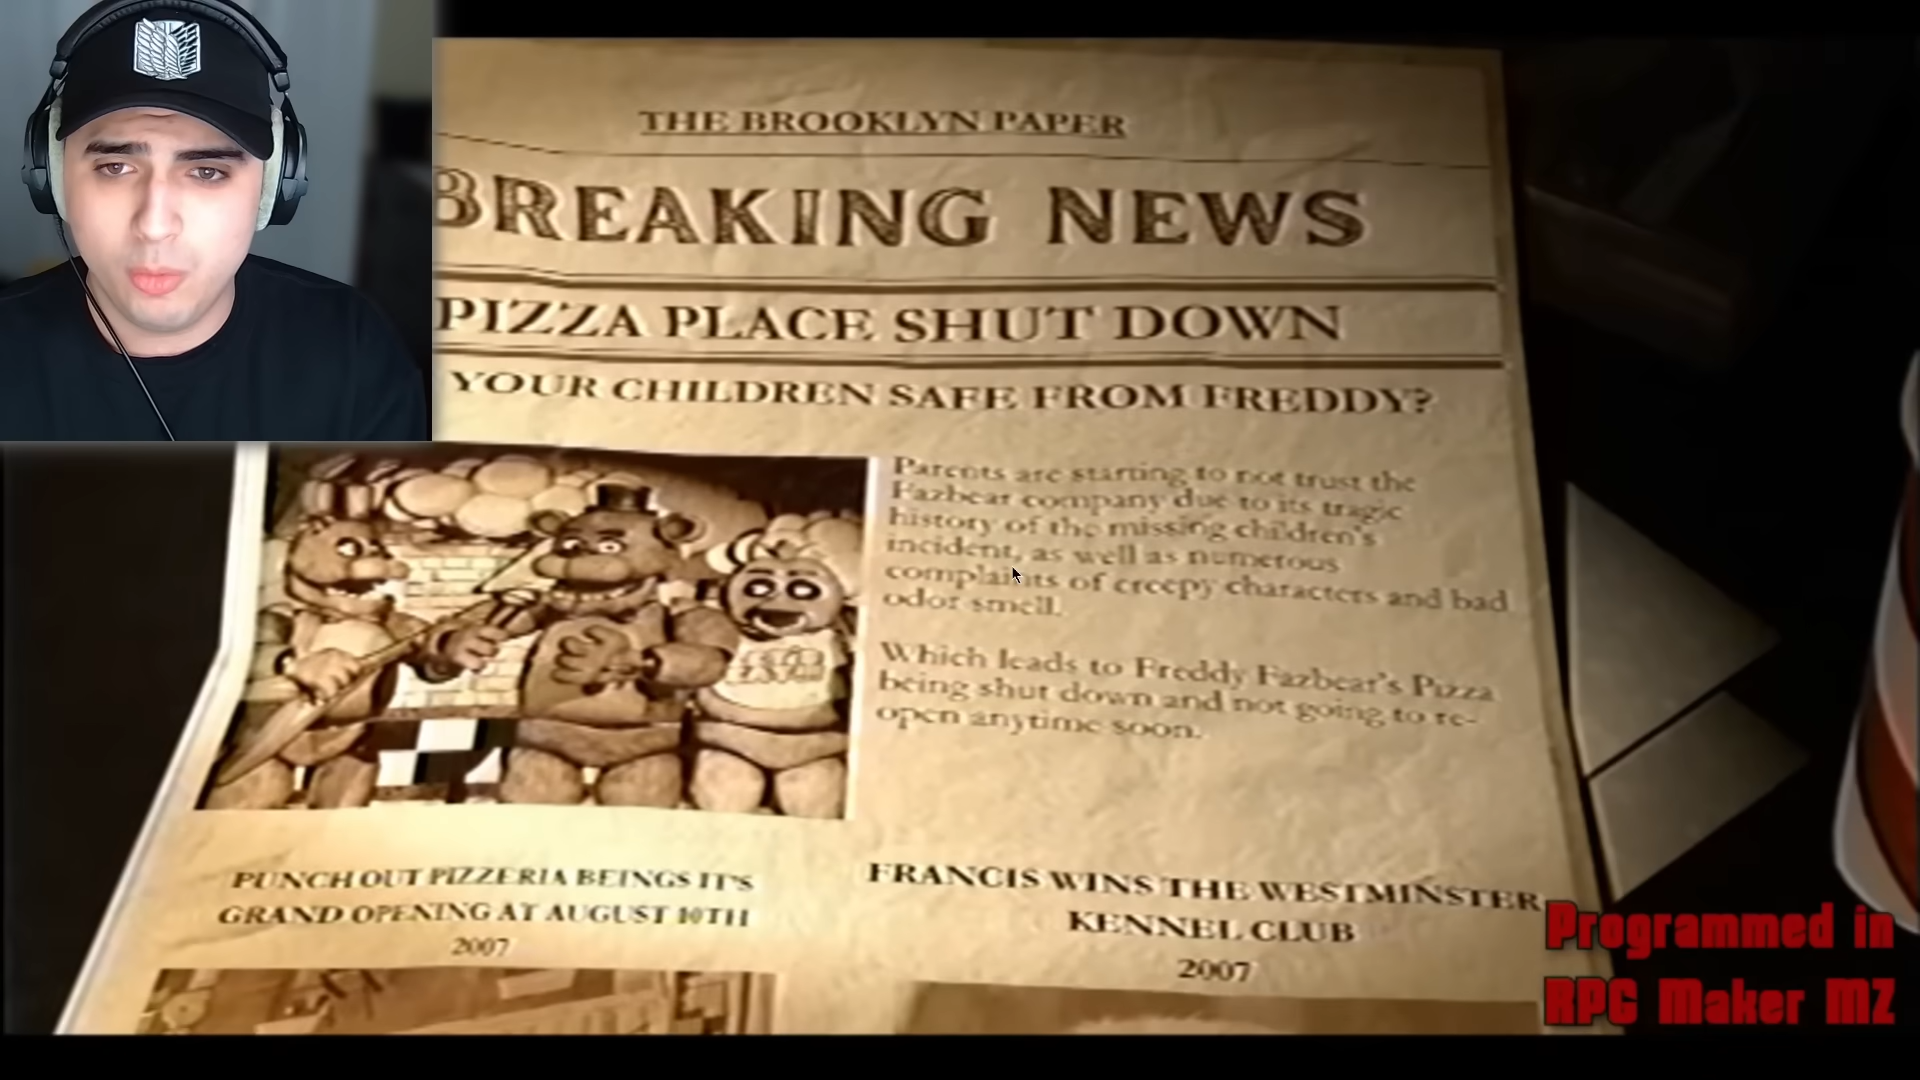 THE BROOKLYN PAPER
BREAKING NEWS
PIZZA PLACE SHUT DOWN
YOUR CHILDREN SAFE FROM FREDDY?
Parents are starting to not trust the
Fazbear company due to its tragic
history of the missing children's
incident, as well as numerous
complaints of creepy characters and bad
odor smell.
Which leads to Freddy Fazbear's Pizza
being shut down and not going to re-
open anytime soon.
PUNCH OUT PIZZERIA BEINGS IT'S
GRAND OPENING AT AUGUST 10TH
2007
FRANCIS WINS THE WESTMINSTER
KENNEL CLUB
2007
Programmed in
RPG Maker MZ